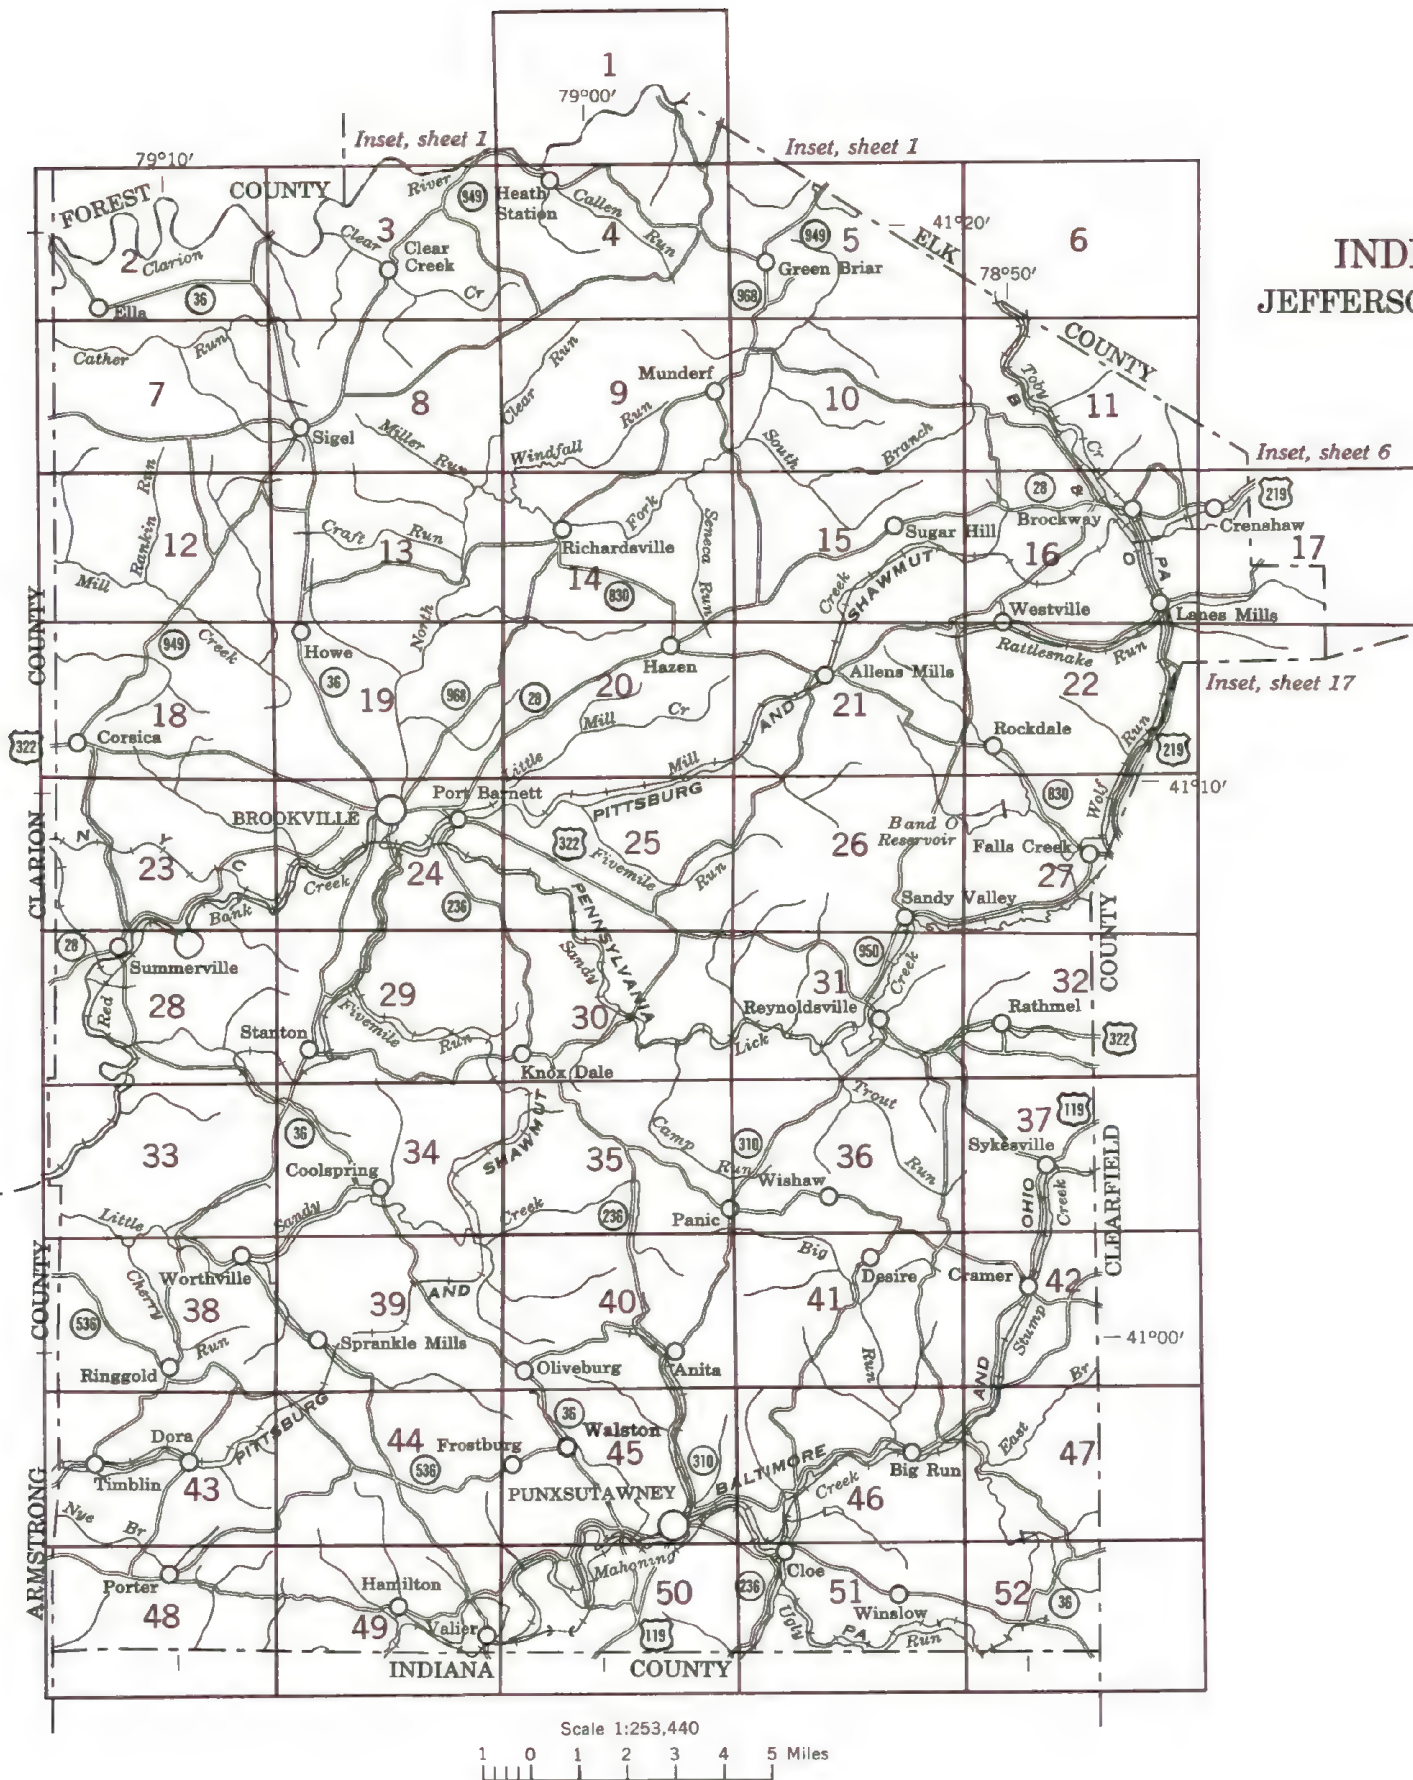 1
79°00'
Inset, sheet 1
Inset, sheet 1
79°10'
FOREST COUNTY
River
949
Heath Station
Callen Run
3
4
Clear
Clear Creek
Cr
949
5
41°20'
ELK
6
2
Clarion
Green Briar
78°50'
INDE
JEFFERSO
36
Ella
968
COUNTY
Cather Run
Run
Munderf
Toby
B
7
8
Clear
9
Run
10
11
Sigel
Miller Run
Windfall
South Branch
Cr
Inset, sheet 6
Rankin Run
28
&
219
Fork
Seneca Run
Brockway
Crenshaw
Craft Run
Sugar Hill
12
13
Richardsville
15
16
O
17
Mill
14
830
Creek
SHAWMUT
PA
Westville
Lanes Mills
COUNTY
949
Creek
Howe
North
Hazen
Rattlesnake Run
Allens Mills
36
19
968
28
20
22
Inset, sheet 17
18
Mill Cr
AND
21
322
Corsica
Rockdale
Run
219
Little
Mill
Port Barnett
PITTSBURG
41°10'
BROOKVILLE
830
Wolf
N Y C
322
25
26
B and O Reservoir
Falls Creek
23
24
Fivemile Run
27
CLARION
Creek
Bank
236
PENNSYLVANIA
Sandy Valley
COUNTY
28
Sandy
950
Summerville
Creek
28
29
31
32
Red
Reynoldsville
Rathmel
Stanton
Fivemile Run
30
Lick
322
Knox Dale
Trout
37
119
Camp
310
36
34
SHAWMUT
35
36
Sykesville
33
Run
Run
Coolspring
Wishaw
CLEARFIELD
Sandy
Creek
OHIO
Creek
Little
236
Panic
Worthville
Big
Desire
Cramer
42
COUNTY
Cherry
AND
41
38
39
40
536
Run
Sprankle Mills
Stump
41°00'
Ringgold
Oliveburg
Anita
Run
AND
Br
PITTSBURG
36
Dora
44
Frostburg
Walston
BALTIMORE
East
47
536
45
310
Timblin
43
Big Run
Creek
PUNXSUTAWNEY
46
Nye Br
ARMSTRONG
Mahoning
Cloe
Porter
Hamilton
50
236
51
52
36
48
49
Valier
Winslow
Ugly
119
PA
Run
INDIANA COUNTY
Scale 1:253,440
1 0 1 2 3 4 5 Miles